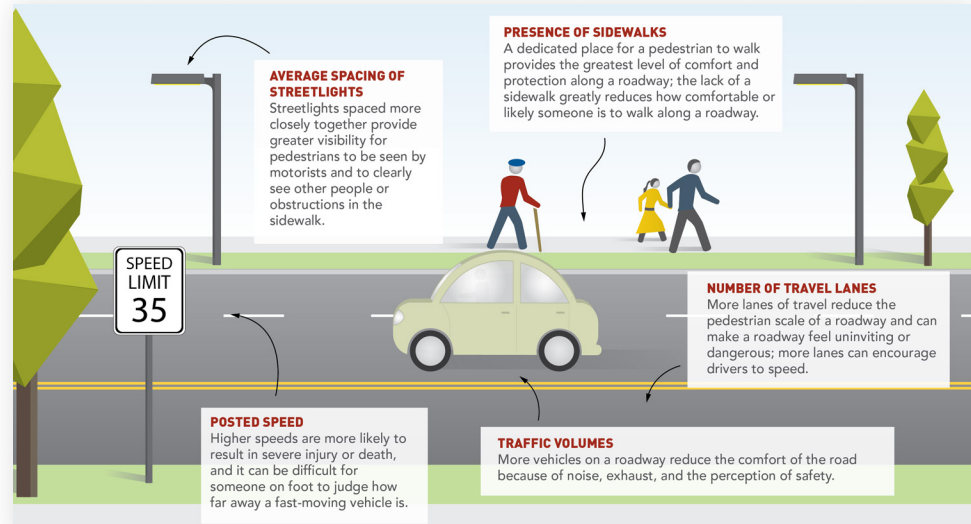 PRESENCE OF SIDEWALKS
A dedicated place for a pedestrian to walk
provides the greatest level of comfort and
protection along a roadway; the lack of a
sidewalk greatly reduces how comfortable or
likely someone is to walk along a roadway.
AVERAGE SPACING OF
STREETLIGHTS
Streetlights spaced more
closely together provide
greater visibility for
pedestrians to be seen by
motorists and to clearly
see other people or
obstructions in the
sidewalk.
SPEED
LIMIT
35
NUMBER OF TRAVEL LANES
More lanes of travel reduce the
pedestrian scale of a roadway and can
make a roadway feel uninviting or
dangerous; more lanes can encourage
drivers to speed.
POSTED SPEED
Higher speeds are more likely to
result in severe injury or death,
and it can be difficult for
someone on foot to judge how
far away a fast-moving vehicle is.
TRAFFIC VOLUMES
More vehicles on a roadway reduce the comfort of the road
because of noise, exhaust, and the perception of safety.